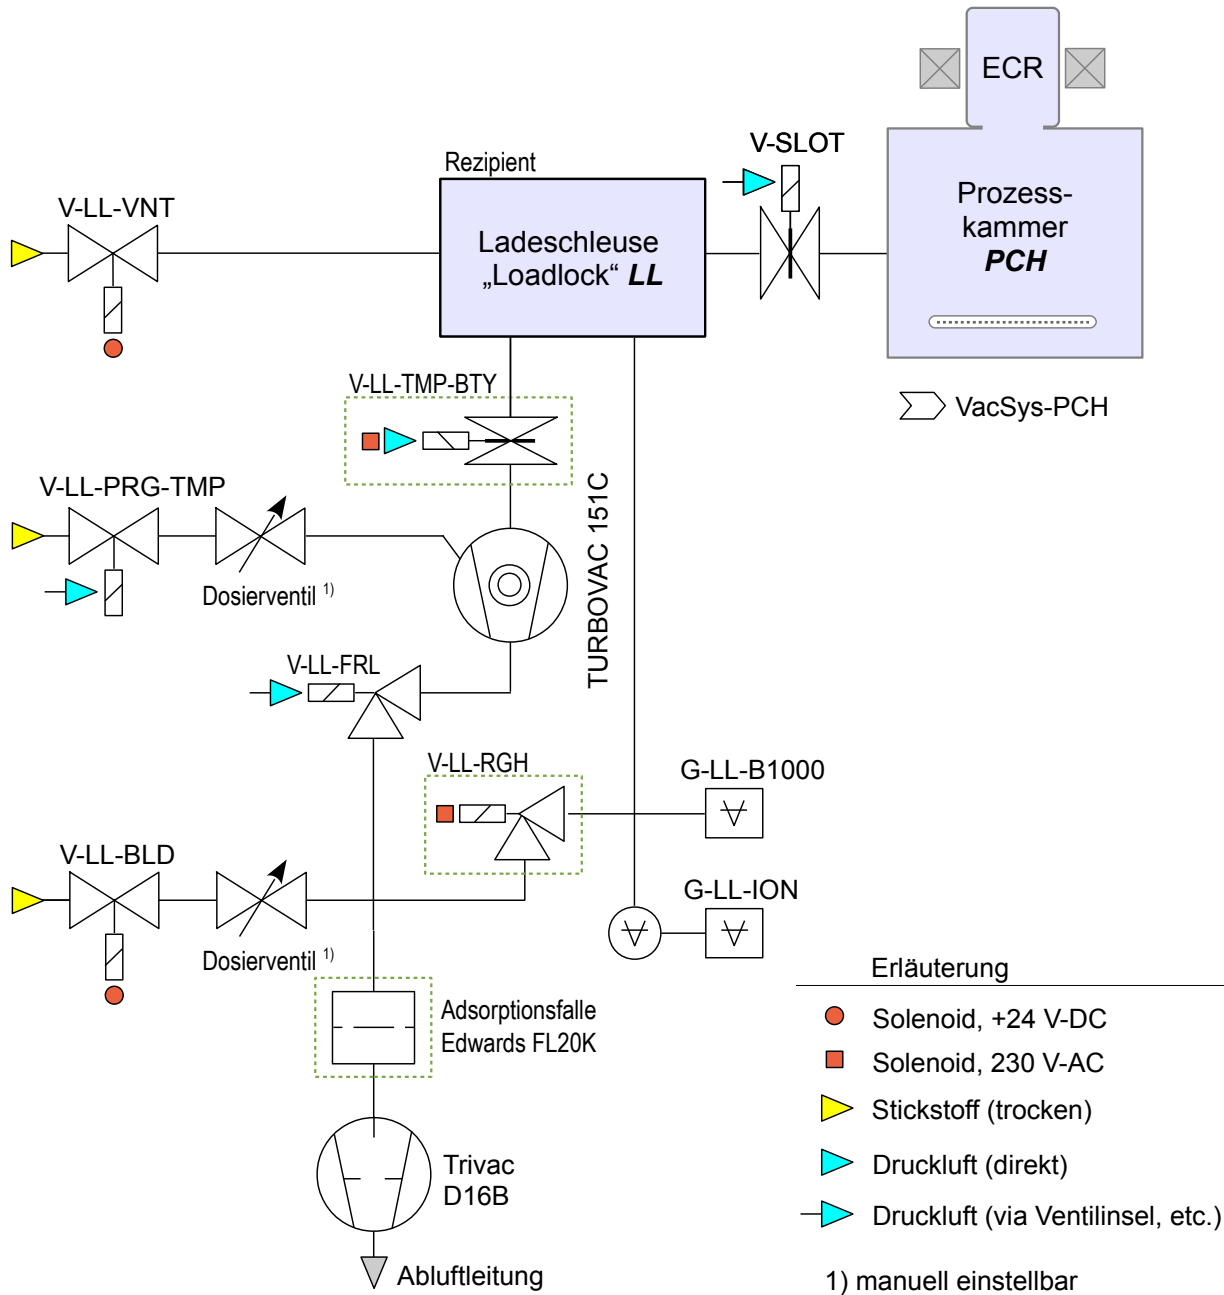 ECR
V-SLOT
Rezipient
V-LL-VNT
Ladeschleuse
„Loadlock“ LL
Prozess-
kammer
PCH
V-LL-TMP-BTY
VacSys-PCH
V-LL-PRG-TMP
TURBOVAC 151C
Dosierventil 1)
V-LL-FRL
V-LL-RGH
G-LL-B1000
V-LL-BLD
G-LL-ION
Dosierventil 1)
Adsorptionsfalle
Edwards FL20K
Erläuterung
Solenoid, +24 V-DC
Solenoid, 230 V-AC
Stickstoff (trocken)
Druckluft (direkt)
Druckluft (via Ventilinsel, etc.)
1) manuell einstellbar
Trivac
D16B
Abluftleitung